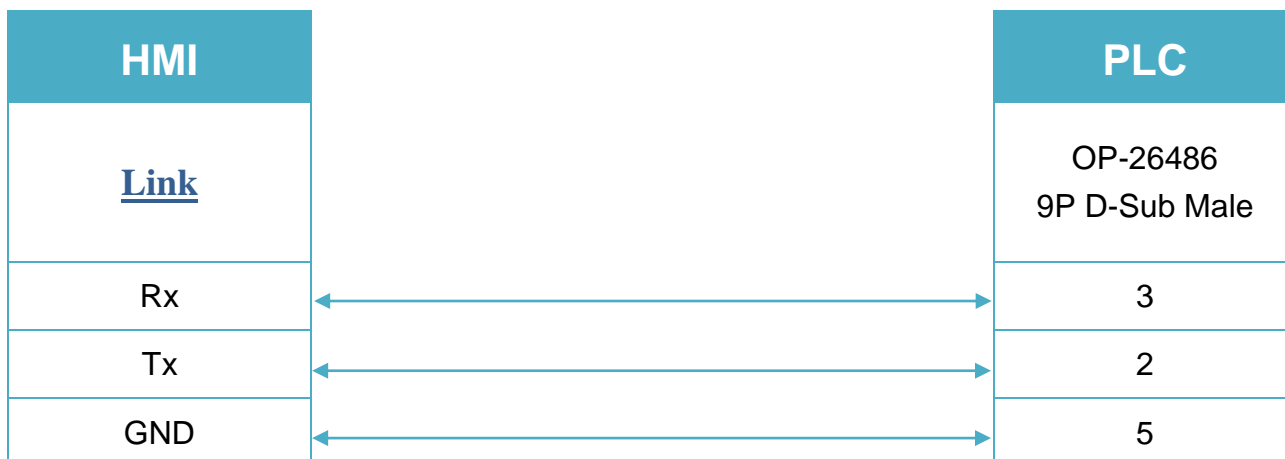 HMI
PLC
Link
OP-26486
9P D-Sub Male
Rx
3
Tx
2
GND
5